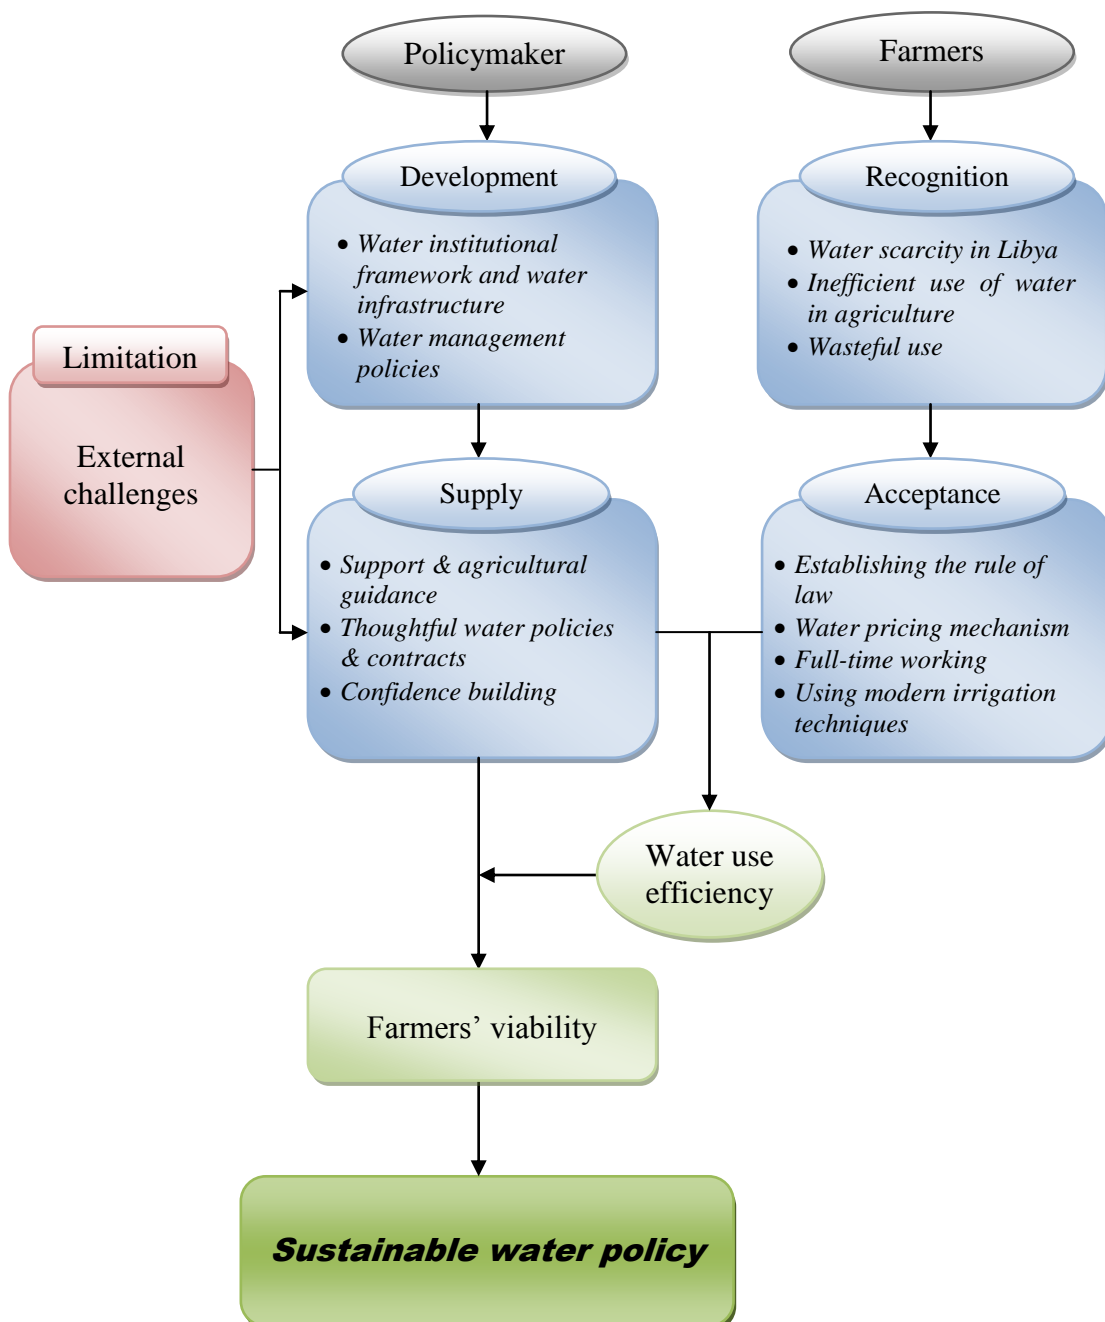 Policymaker
Farmers
Development
• Water institutional
framework and water
infrastructure
• Water management
policies
Recognition
• Water scarcity in Libya
• Inefficient use of water
in agriculture
• Wasteful use
Limitation
External
challenges
Supply
• Support & agricultural
guidance
• Thoughtful water policies
& contracts
• Confidence building
Acceptance
• Establishing the rule of
law
• Water pricing mechanism
• Full-time working
• Using modern irrigation
techniques
Water use
efficiency
Farmers’ viability
Sustainable water policy